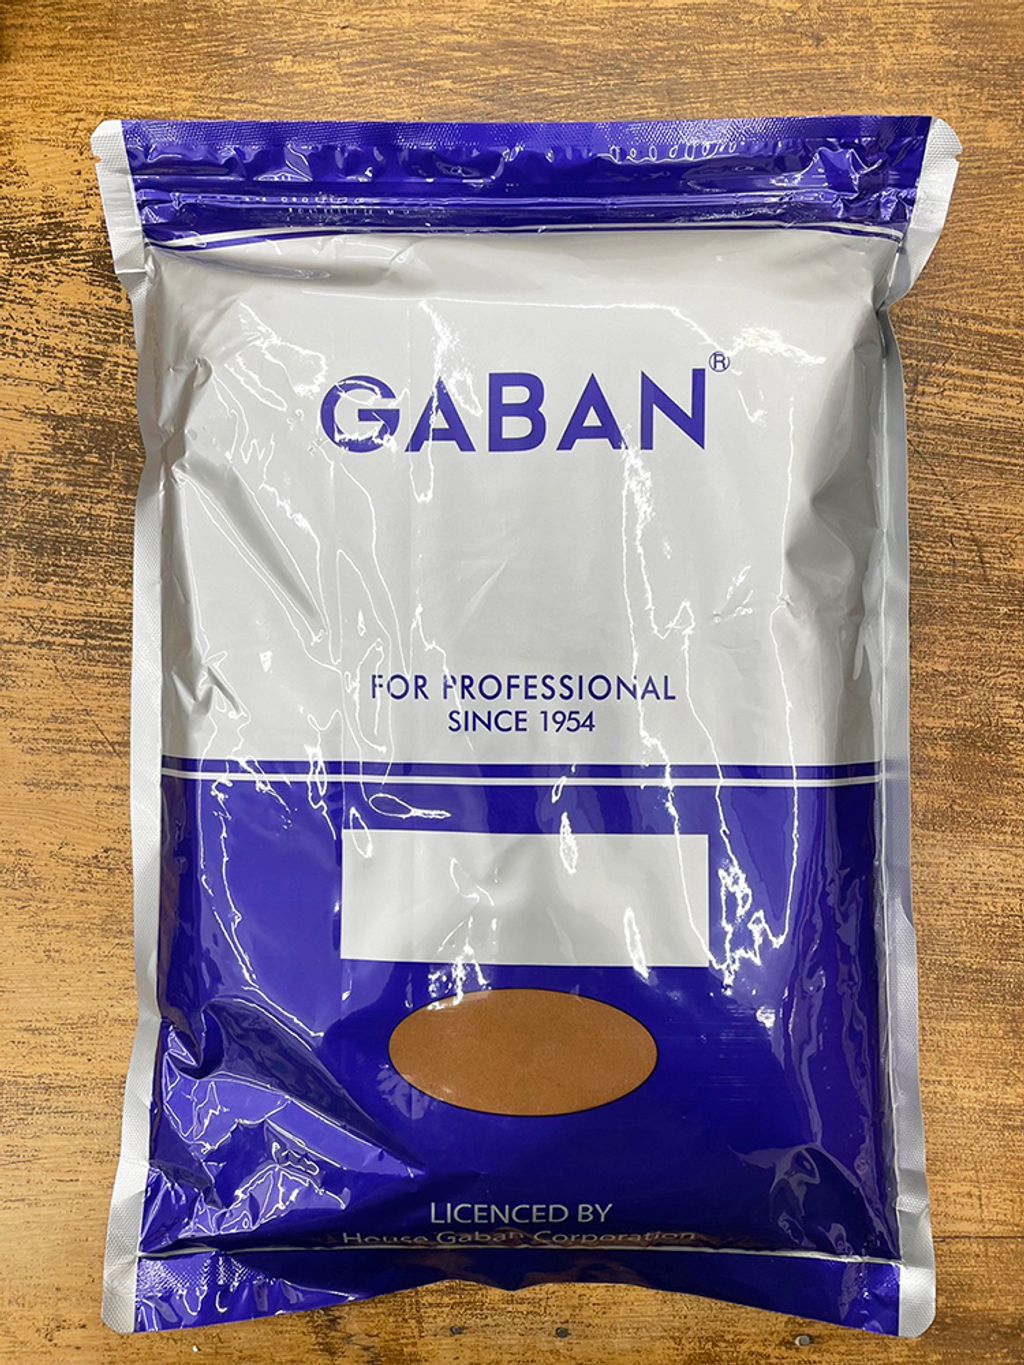 GABAN®
FOR PROFESSIONAL
SINCE 1954
LICENCED BY
House Gaban Corporation